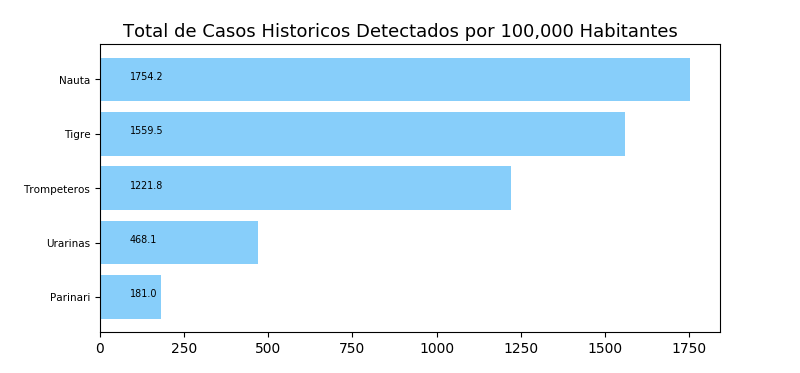 Total de Casos Historicos Detectados por 100,000 Habitantes
Nauta 1754.2
Tigre 1559.5
Trompeteros 1221.8
Urarinas 468.1
Parinari 181.0
0 250 500 750 1000 1250 1500 1750